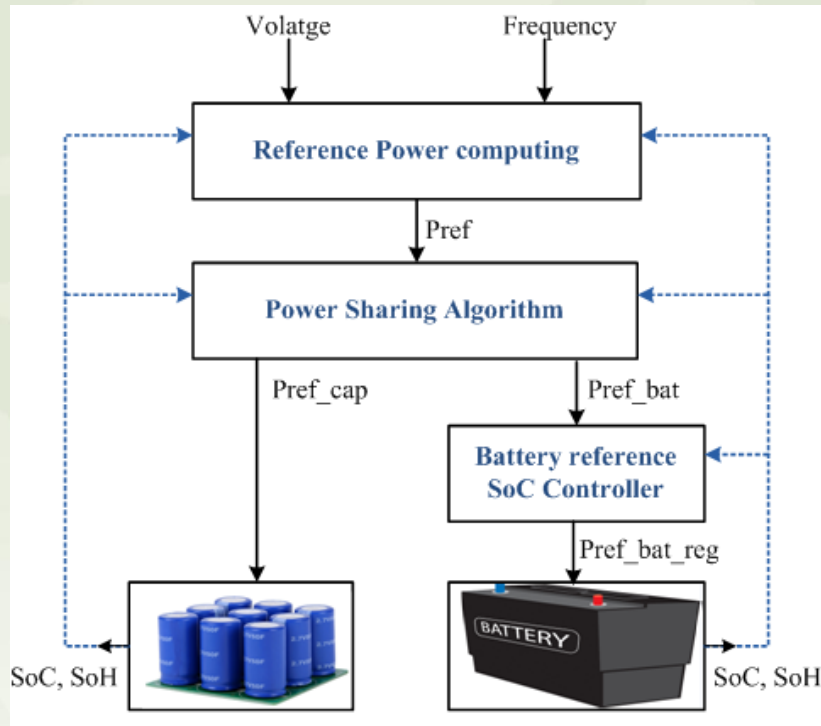 Volatge
Frequency
Reference Power computing
Pref
Power Sharing Algorithm
Pref_cap
Pref_bat
Battery reference
SoC Controller
Pref_bat_reg
BATTERY
SoC, SoH
SoC, SoH